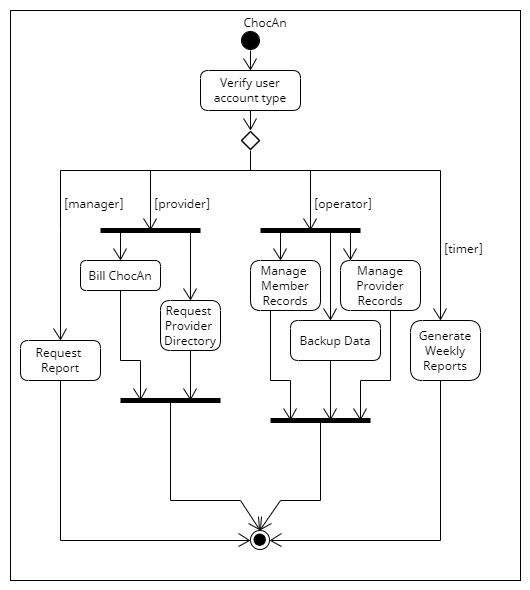 ChocAn
Verify user
account type
[manager]
[provider]
[operator]
[timer]
Bill ChocAn
Request
Provider
Directory
Manage
Member
Records
Manage
Provider
Records
Backup Data
Request
Report
Generate
Weekly
Reports